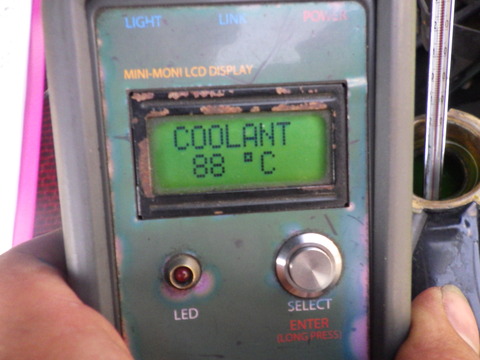 LIGHT LINK POWER
MINI-MONI LCD DISPLAY
COOLANT
88 °C
LED
SELECT
ENTER
(LONG PRESS)